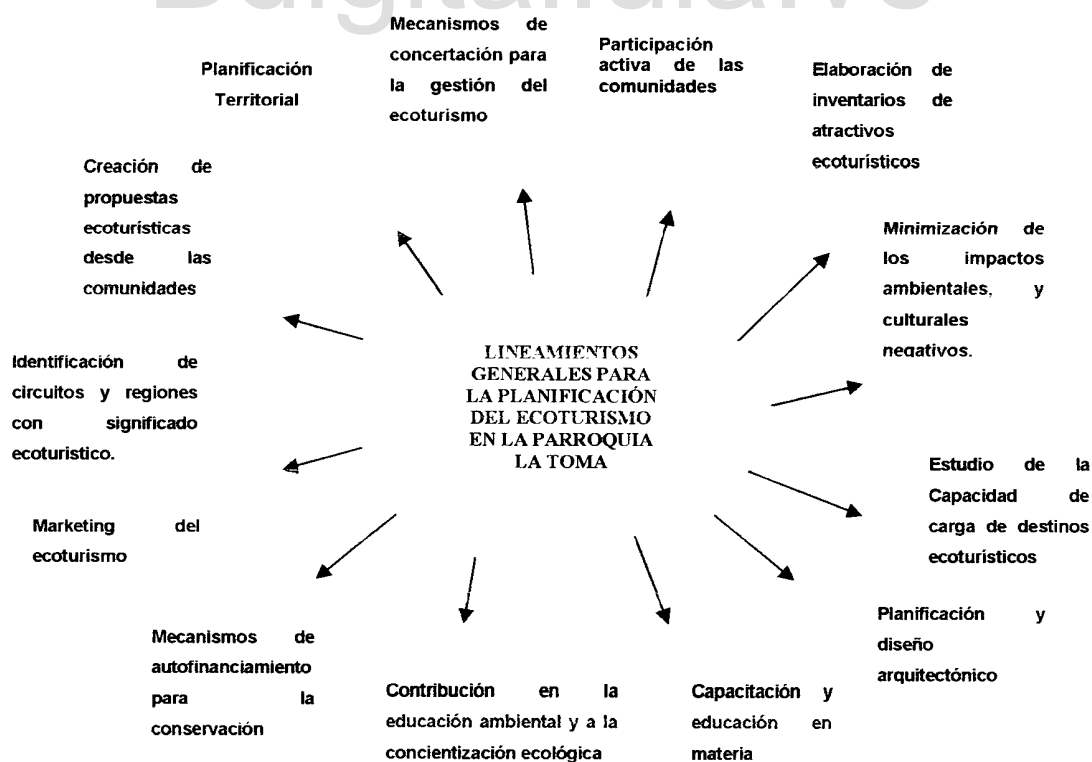 Mecanismos de
concertación para
la gestión del
ecoturismo
Participación
activa de las
comunidades
Planificación
Territorial
Elaboración de
inventarios de
atractivos
ecoturísticos
Creación de
propuestas
ecoturísticas
desde las
comunidades
Minimización de
los impactos
ambientales, y
culturales
negativos.
Identificación de
circuitos y regiones
con significado
ecoturistico.
LINEAMIENTOS
GENERALES PARA
LA PLANIFICACIÓN
DEL ECOTURISMO
EN LA PARROQUIA
LA TOMA
Estudio de la
Capacidad de
carga de destinos
ecoturísticos
Marketing del
ecoturismo
Planificación y
diseño
arquitectónico
Mecanismos de
autofinanciamiento
para la
conservación
Contribución en la
educación ambiental y a la
concientización ecológica
Capacitación y
educación en
materia